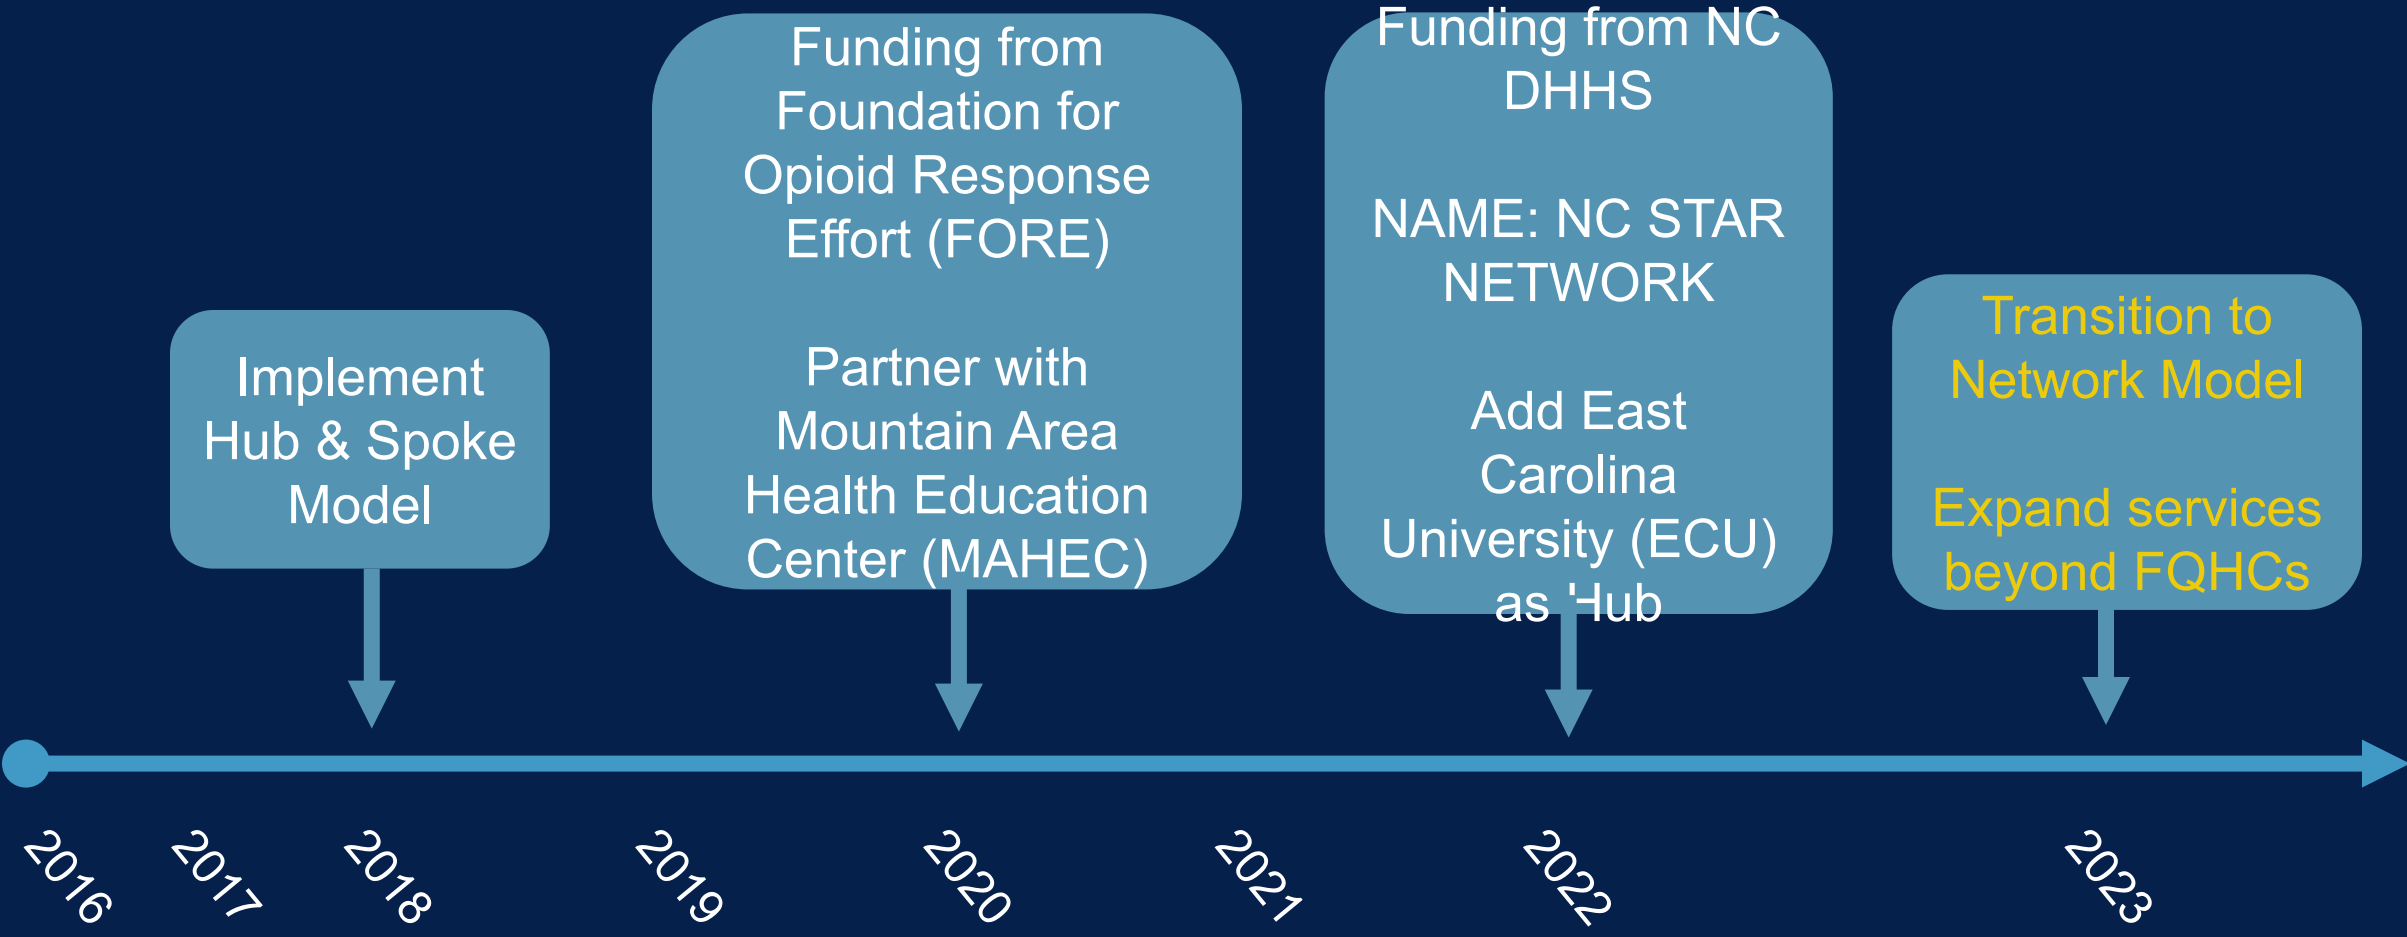 Implement
Hub & Spoke
Model
Funding from
Foundation for
Opioid Response
Effort (FORE)
Partner with
Mountain Area
Health Education
Center (MAHEC)
Funding from NC
DHHS
NAME: NC STAR
NETWORK
Add East
Carolina
University (ECU)
as Hub
Transition to
Network Model
Expand services
beyond FQHCs
2016
2017
2018
2019
2020
2021
2022
2023